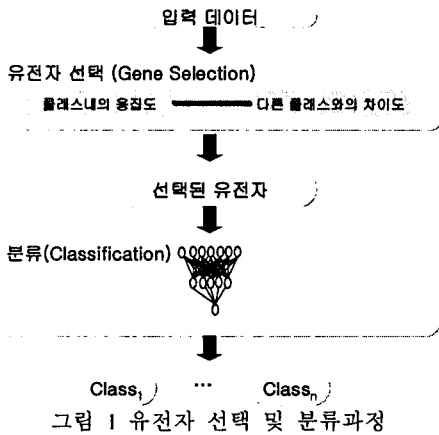 입력 데이터
유전자 선택 (Gene Selection)
클래스내의 응집도 다른 클래스와의 차이도
선택된 유전자
분류(Classification)
Class₁ ... Classₙ
그림 1 유전자 선택 및 분류과정